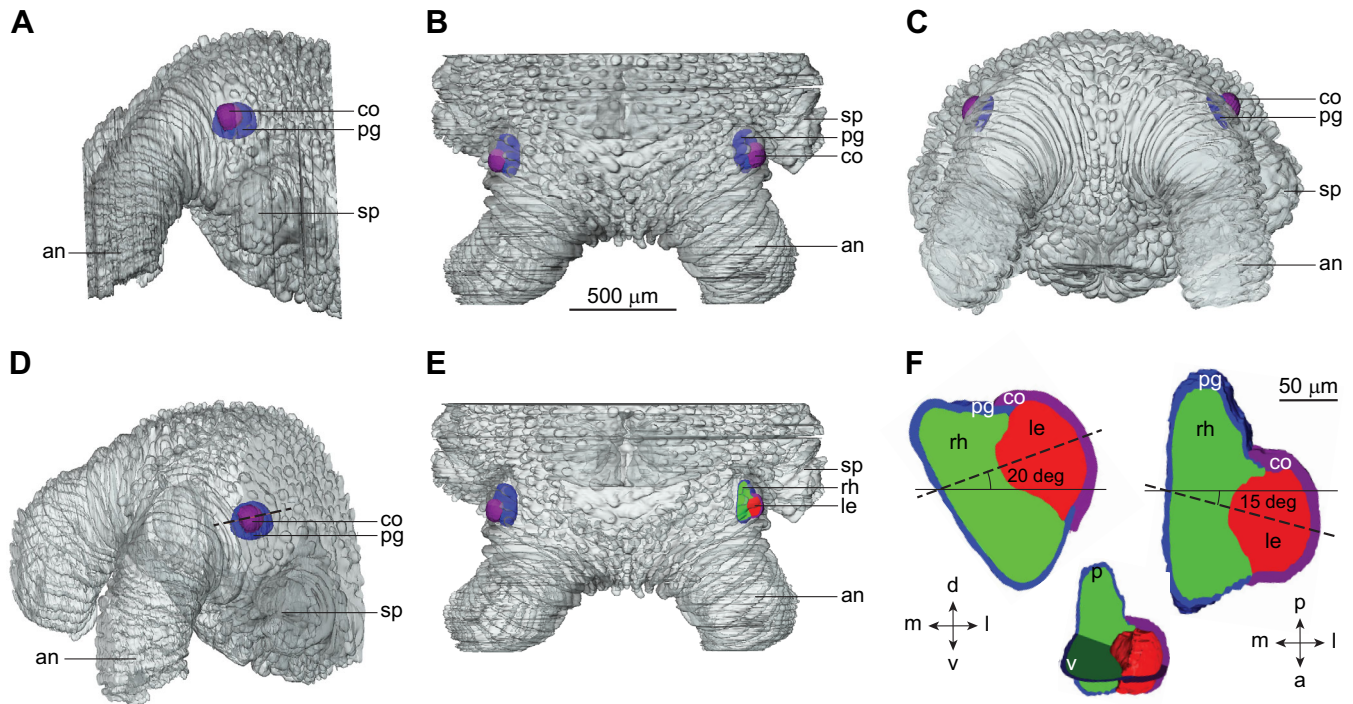 A
co
pg
sp
an
B
sp
pg
co
an
500 μm
C
co
pg
sp
an
D
co
pg
sp
an
E
sp
rh
le
an
F
pg
co
rh
le
20 deg
pg
50 μm
rh
co
15 deg
le
d
m l
v
p
v
p
m l
a